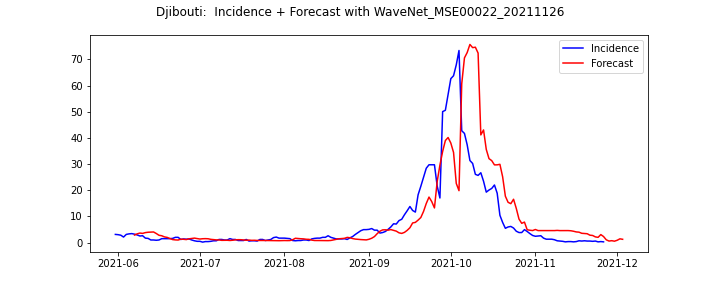 Djibouti:  Incidence + Forecast with WaveNet_MSE00022_20211126
Incidence
Forecast
70
60
50
40
30
20
10
0
2021-06 2021-07 2021-08 2021-09 2021-10 2021-11 2021-12